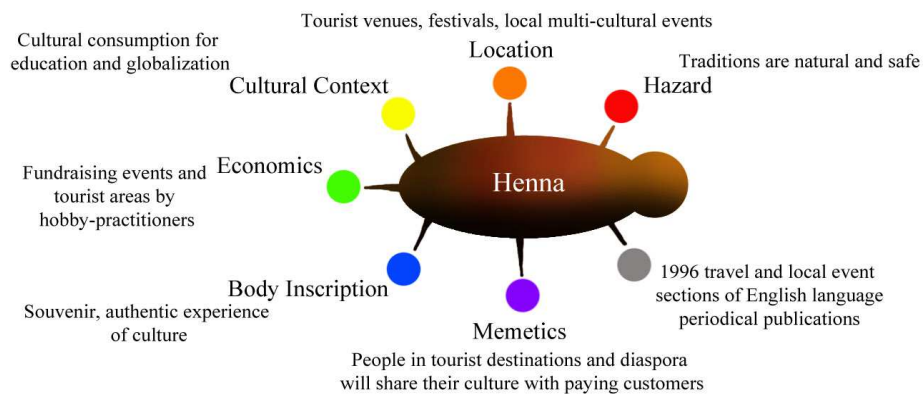 Tourist venues, festivals, local multi-cultural events
Location
Cultural consumption for
education and globalization
Cultural Context
Traditions are natural and safe
Hazard
Economics
Fundraising events and
tourist areas by
hobby-practitioners
Henna
Body Inscription
Souvenir, authentic experience
of culture
1996 travel and local event
sections of English language
periodical publications
Memetics
People in tourist destinations and diaspora
will share their culture with paying customers